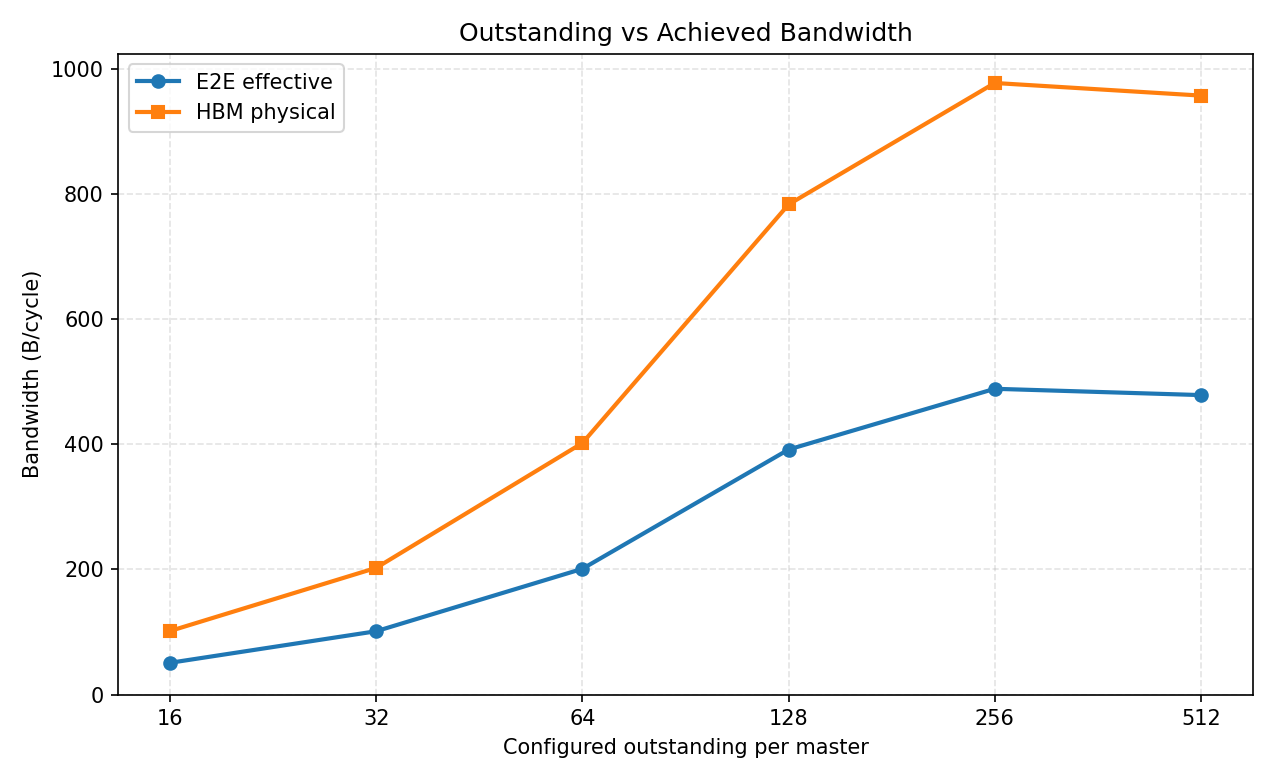 Outstanding vs Achieved Bandwidth
E2E effective
HBM physical
Bandwidth (B/cycle)
1000
800
600
400
200
0
16 32 64 128 256 512
Configured outstanding per master